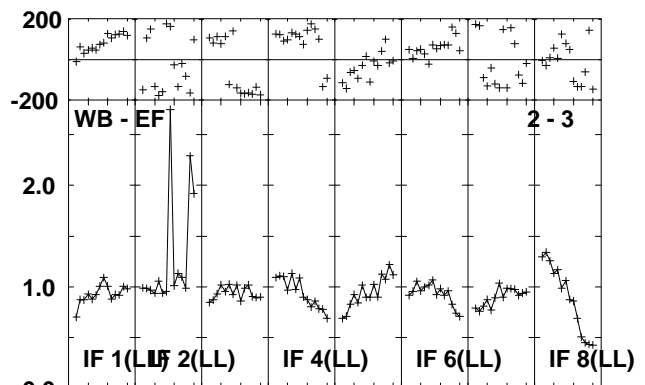 200
-200
WB - EF 2 - 3
2.0
1.0
IF 1(LL) IF 2(LL) IF 4(LL) IF 6(LL) IF 8(LL)